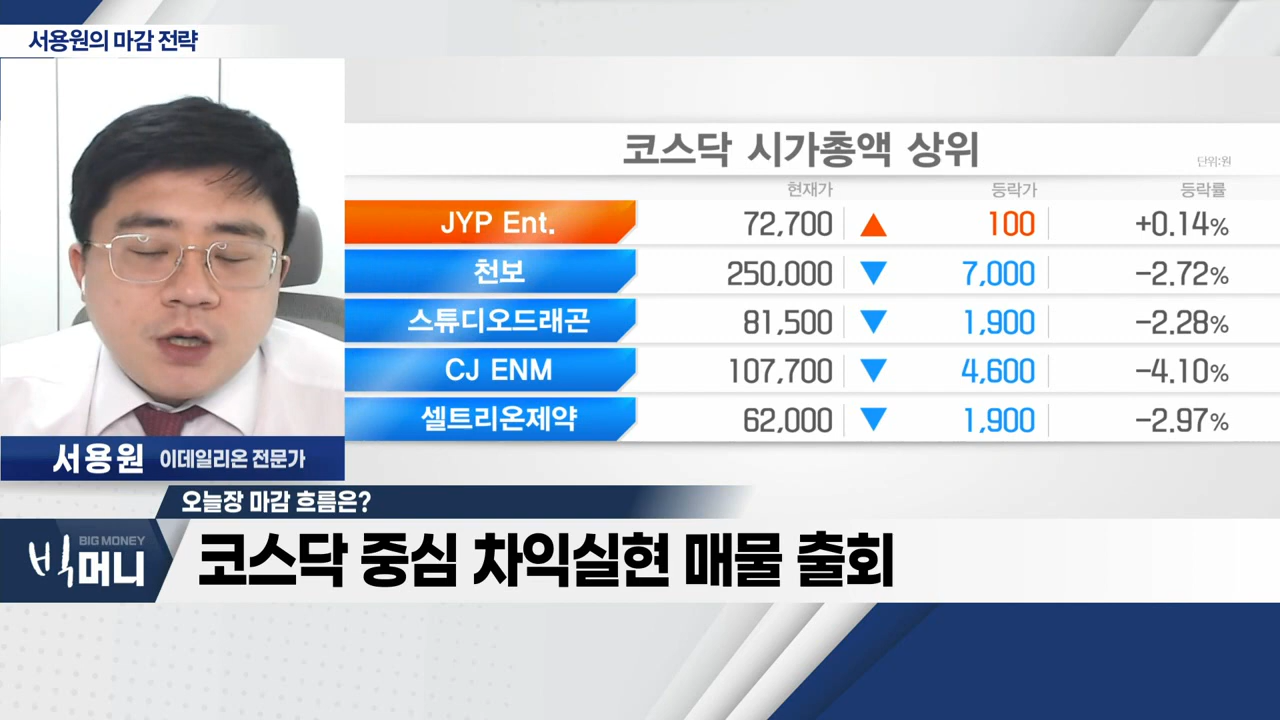 서용원의 마감 전략
코스닥 시가총액 상위
단위:원
현재가 등락가 등락률
JYP Ent. 72,700 ▲ 100 +0.14%
천보 250,000 ▼ 7,000 -2.72%
스튜디오드래곤 81,500 ▼ 1,900 -2.28%
CJ ENM 107,700 ▼ 4,600 -4.10%
셀트리온제약 62,000 ▼ 1,900 -2.97%
서용원 이데일리온 전문가
오늘장 마감 흐름은?
BIG MONEY
빅머니
코스닥 중심 차익실현 매물 출회